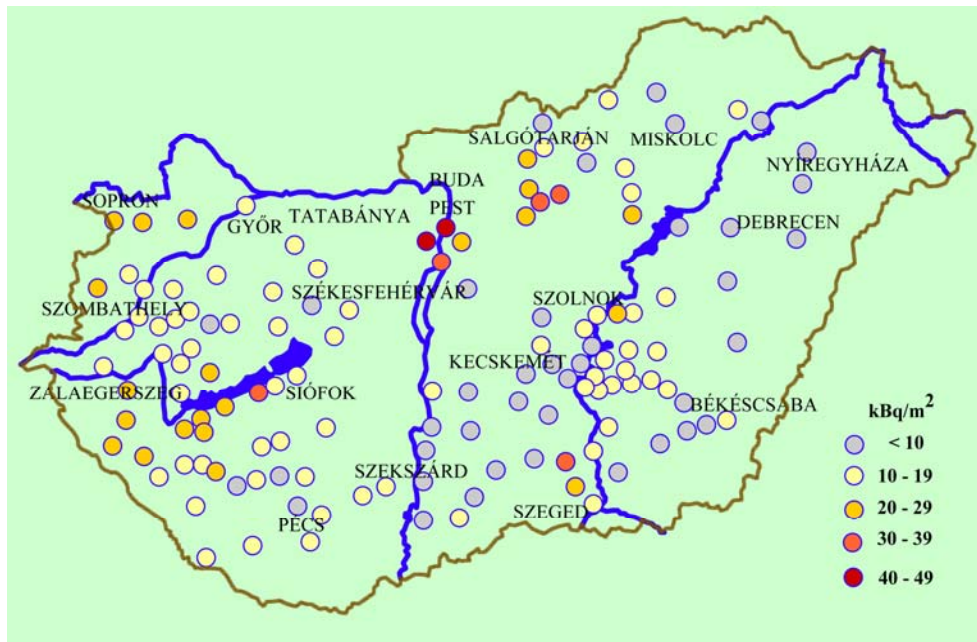 SALGÓTARJÁN
MISKOLC
NYÍREGYHÁZA
BUDA
PEST
SOPRON
TATABÁNYA
GYŐR
DEBRECEN
SZÉKESFEHÉRVÁR
SZOMBATHELY
SZOLNOK
KECSKEMÉT
ZALAEGERSZEG
SIÓFOK
BÉKÉSCSABA
SZEKSZÁRD
SZEGED
PÉCS
kBq/m²
< 10
10 - 19
20 - 29
30 - 39
40 - 49